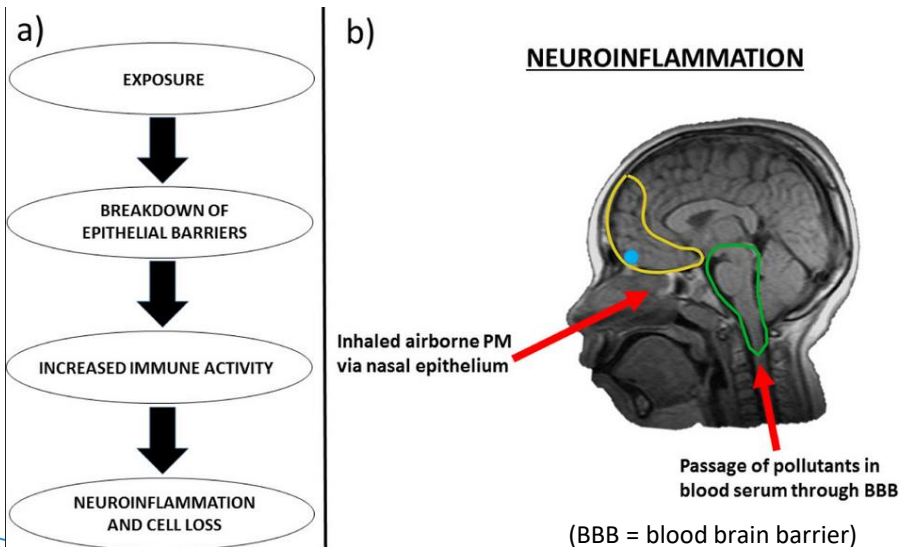 a)
EXPOSURE
BREAKDOWN OF
EPITHELIAL BARRIERS
INCREASED IMMUNE ACTIVITY
NEUROINFLAMMATION
AND CELL LOSS
b)
NEUROINFLAMMATION
Inhaled airborne PM
via nasal epithelium
Passage of pollutants in
blood serum through BBB
(BBB = blood brain barrier)